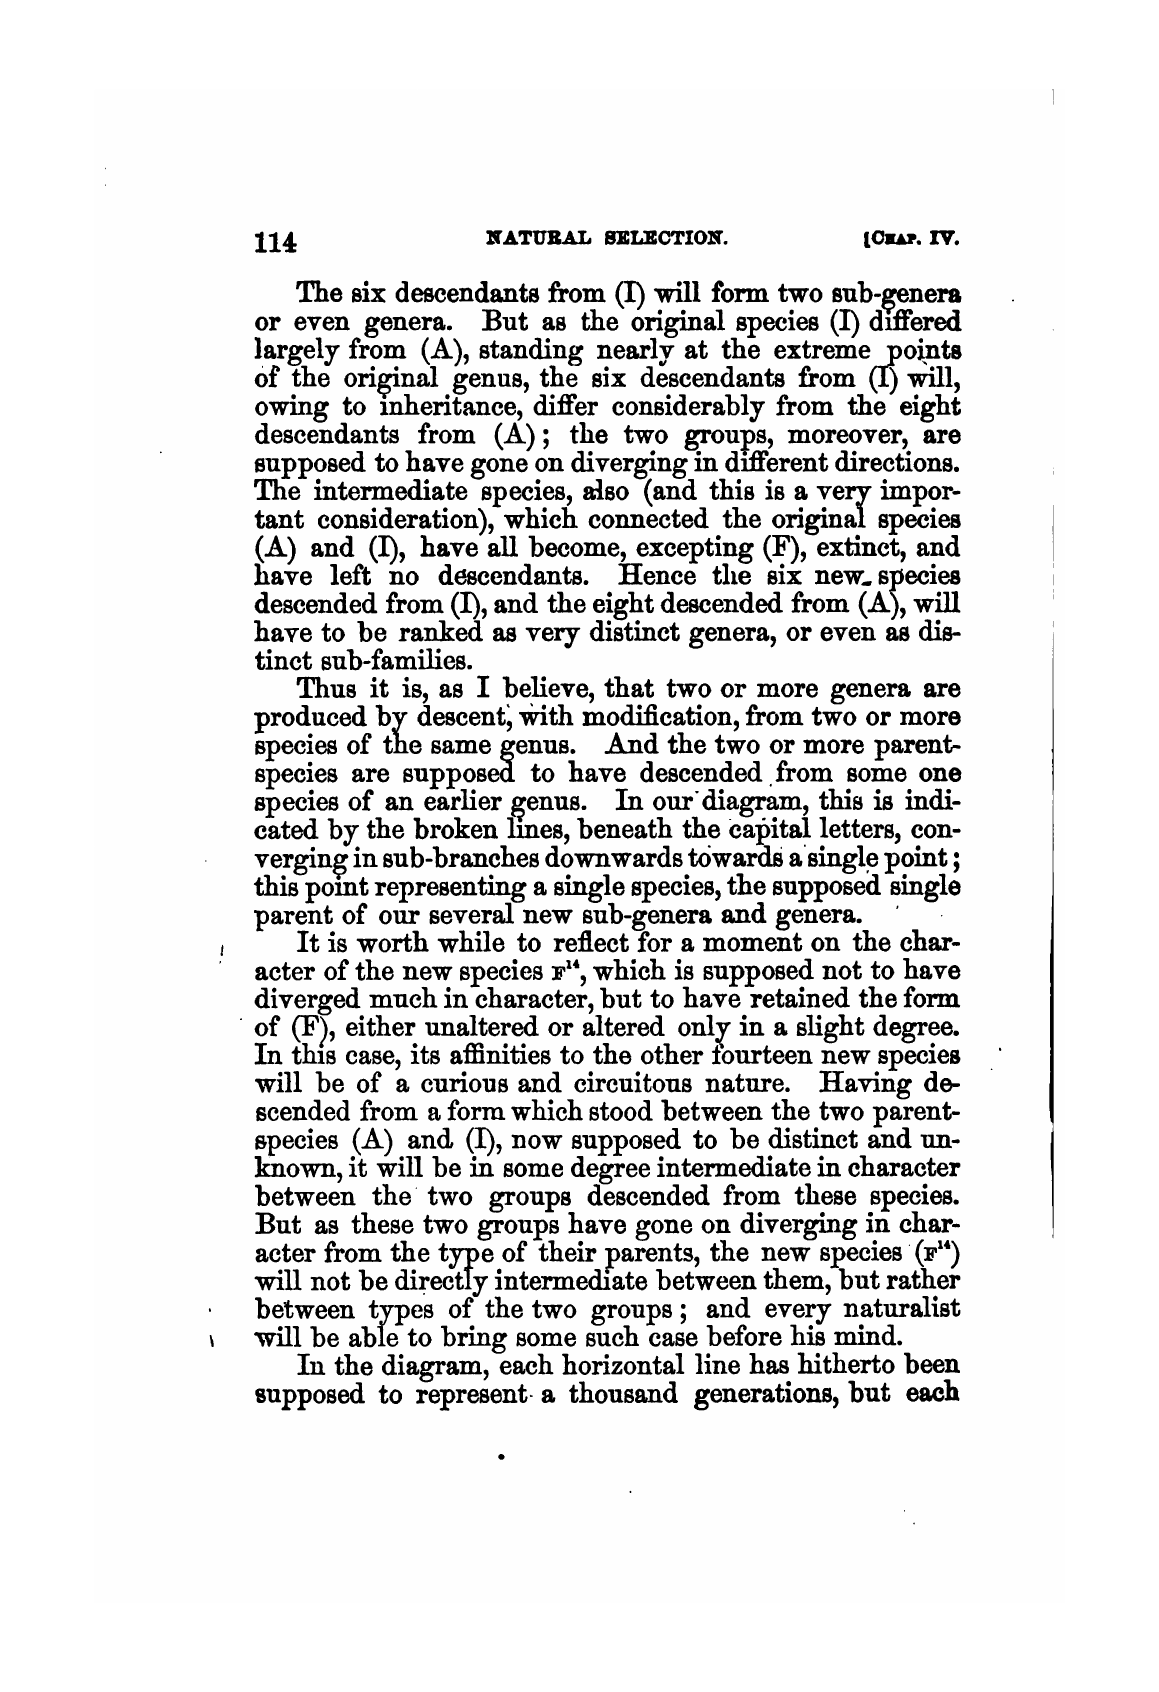 114 NATURAL SELECTION. [CHAP. IV.
The six descendants from (I) will form two sub-genera
or even genera. But as the original species (I) differed
largely from (A), standing nearly at the extreme points
of the original genus, the six descendants from (I) will,
owing to inheritance, differ considerably from the eight
descendants from (A); the two groups, moreover, are
supposed to have gone on diverging in different directions.
The intermediate species, also (and this is a very impor-
tant consideration), which connected the original species
(A) and (I), have all become, excepting (F), extinct, and
have left no descendants. Hence the six new species
descended from (I), and the eight descended from (A), will
have to be ranked as very distinct genera, or even as dis-
tinct sub-families.
Thus it is, as I believe, that two or more genera are
produced by descent, with modification, from two or more
species of the same genus. And the two or more parent-
species are supposed to have descended from some one
species of an earlier genus. In our diagram, this is indi-
cated by the broken lines, beneath the capital letters, con-
verging in sub-branches downwards towards a single point;
this point representing a single species, the supposed single
parent of our several new sub-genera and genera.
It is worth while to reflect for a moment on the char-
acter of the new species F¹⁴, which is supposed not to have
diverged much in character, but to have retained the form
of (F), either unaltered or altered only in a slight degree.
In this case, its affinities to the other fourteen new species
will be of a curious and circuitous nature. Having de-
scended from a form which stood between the two parent-
species (A) and (I), now supposed to be distinct and un-
known, it will be in some degree intermediate in character
between the two groups descended from these species.
But as these two groups have gone on diverging in char-
acter from the type of their parents, the new species (F¹⁴)
will not be directly intermediate between them, but rather
between types of the two groups; and every naturalist
will be able to bring some such case before his mind.
In the diagram, each horizontal line has hitherto been
supposed to represent a thousand generations, but each